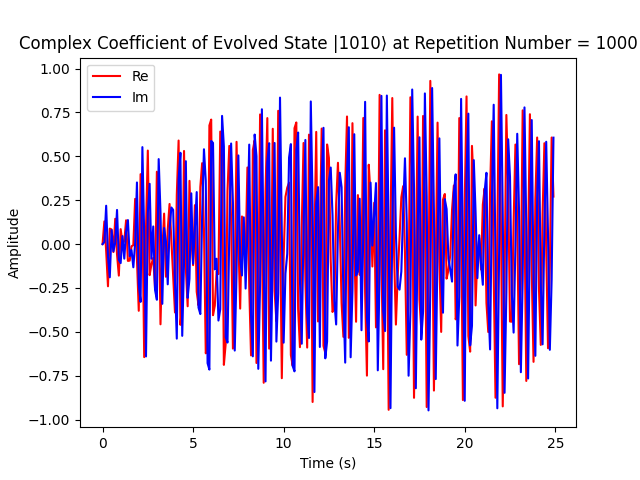 Complex Coefficient of Evolved State |1010⟩ at Repetition Number = 1000
1.00
0.75
0.50
0.25
0.00
−0.25
−0.50
−0.75
−1.00
Amplitude
Re
Im
0 5 10 15 20 25
Time (s)